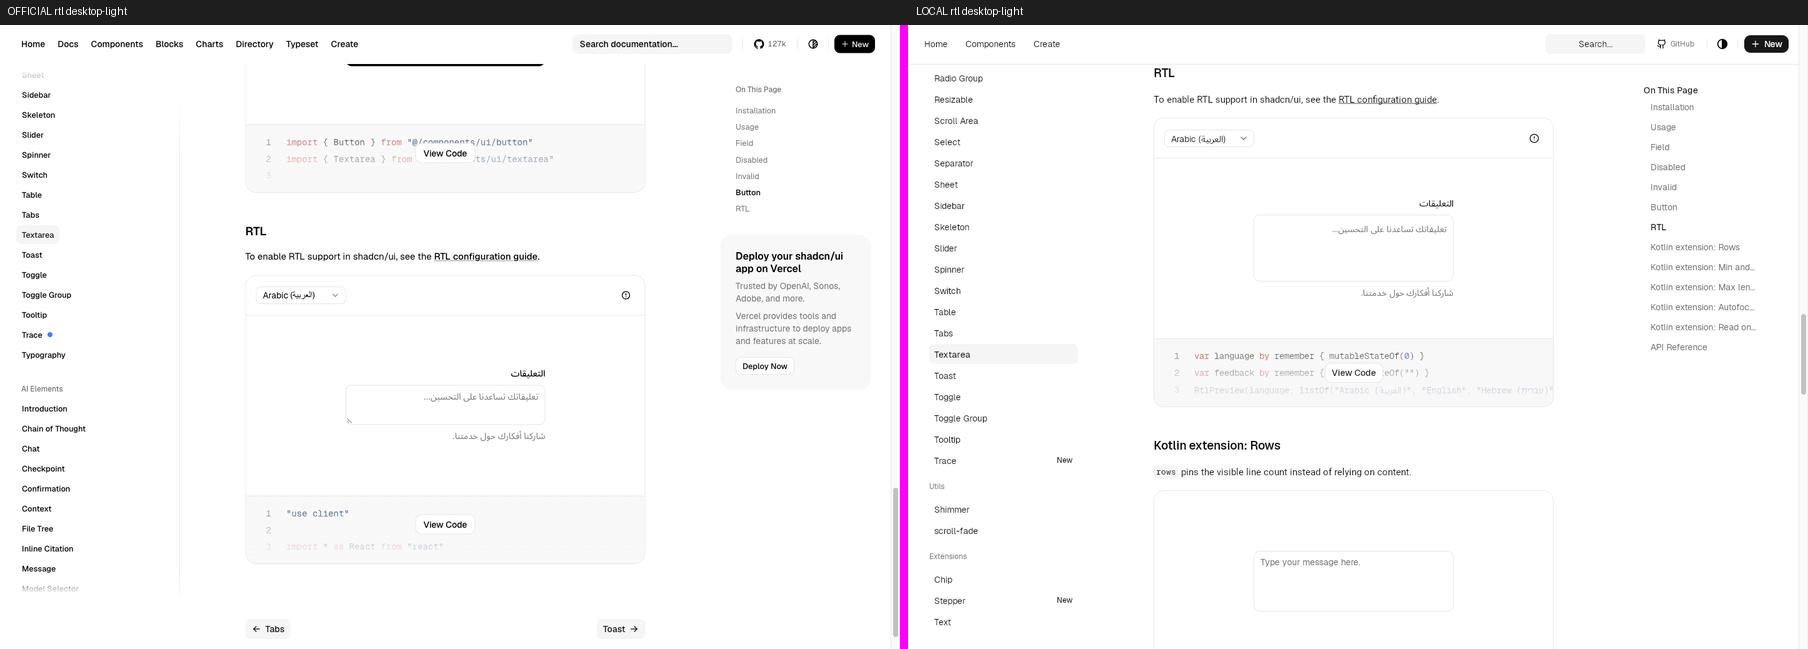 OFFICIAL rtl desktop-light
Home Docs Components Blocks Charts Directory Typeset Create
Search documentation...
127k
+ New
Sheet
Sidebar
Skeleton
Slider
Spinner
Switch
Table
Tabs
Textarea
Toast
Toggle
Toggle Group
Tooltip
Trace
Typography
AI Elements
Introduction
Chain of Thought
Chat
Checkpoint
Confirmation
Context
File Tree
Inline Citation
Message
Model Selector
1 import { Button } from "@/components/ui/button"
2 import { Textarea } from ts/ui/textarea"
3
View Code
RTL
To enable RTL support in shadcn/ui, see the RTL configuration guide.
Arabic (العربية)
التعليقات
تعليقاتك تساعدنا على التحسين...
شاركنا أفكارك حول خدمتنا.
1 "use client"
2
3 import * as React from "react"
View Code
← Tabs
Toast →
On This Page
Installation
Usage
Field
Disabled
Invalid
Button
RTL
Deploy your shadcn/ui
app on Vercel
Trusted by OpenAI, Sonos,
Adobe, and more.
Vercel provides tools and
infrastructure to deploy apps
and features at scale.
Deploy Now
LOCAL rtl desktop-light
Home Components Create
Search...
GitHub
+ New
Radio Group
Resizable
Scroll Area
Select
Separator
Sheet
Sidebar
Skeleton
Slider
Spinner
Switch
Table
Tabs
Textarea
Toast
Toggle
Toggle Group
Tooltip
Trace New
Utils
Shimmer
scroll-fade
Extensions
Chip
Stepper New
Text
RTL
To enable RTL support in shadcn/ui, see the RTL configuration guide.
Arabic (العربية)
التعليقات
تعليقاتك تساعدنا على التحسين...
شاركنا أفكارك حول خدمتنا.
1 var language by remember { mutableStateOf(0) }
2 var feedback by remember { teOf("") }
3 RtlPreview(language, listOf("Arabic (العربية)", "English", "Hebrew (עברית)"
View Code
Kotlin extension: Rows
rows pins the visible line count instead of relying on content.
Type your message here.
On This Page
Installation
Usage
Field
Disabled
Invalid
Button
RTL
Kotlin extension: Rows
Kotlin extension: Min and...
Kotlin extension: Max len...
Kotlin extension: Autofoc...
Kotlin extension: Read on...
API Reference